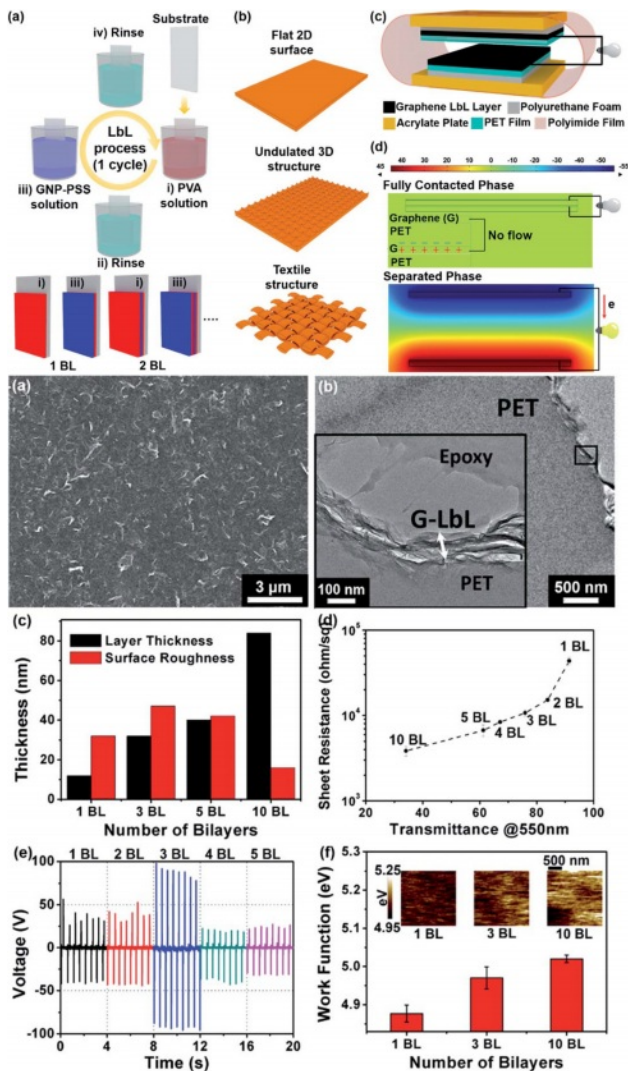 (a)
iv) Rinse
Substrate
LbL
process
(1 cycle)
iii) GNP-PSS
solution
i) PVA
solution
ii) Rinse
i)
iii)
i)
iii)
....
1 BL
2 BL
(b)
Flat 2D
surface
Undulated 3D
structure
Textile
structure
(c)
Graphene LbL Layer
Polyurethane Foam
Acrylate Plate
PET Film
Polyimide Film
(d)
45 40 30 20 10 0 -10 -20 -30 -40 -50 -55
Fully Contacted Phase
Graphene (G)
PET
No flow
G
PET
Separated Phase
e
(a)
3 µm
(b)
PET
Epoxy
G-LbL
PET
100 nm
500 nm
(c)
Layer Thickness
Surface Roughness
Thickness (nm)
80
60
40
20
0
1 BL 3 BL 5 BL 10 BL
Number of Bilayers
(d)
Sheet Resistance (ohm/sq)
10⁵
10⁴
10³
1 BL
2 BL
3 BL
4 BL
5 BL
10 BL
20 40 60 80 100
Transmittance @550nm
(e)
1 BL 2 BL 3 BL 4 BL 5 BL
Voltage (V)
100
50
0
-50
-100
0 4 8 12 16 20
Time (s)
(f)
Work Function (eV)
5.3
5.2
5.1
5.0
4.9
5.25
eV
4.95
500 nm
1 BL 3 BL 10 BL
1 BL 3 BL 10 BL
Number of Bilayers